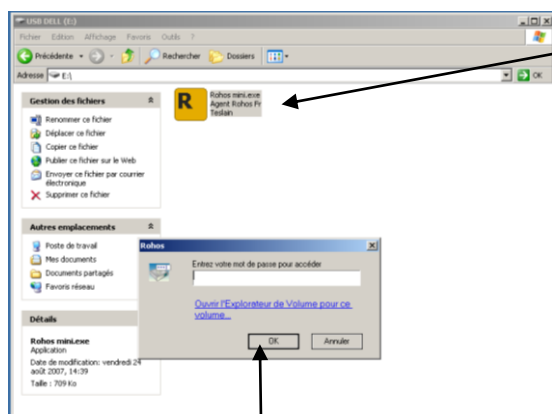 USB DELL (E:)
Fichier Edition Affichage Favoris Outils ?
Précédente Rechercher Dossiers
Adresse E:\ OK
Gestion des fichiers
Renommer ce fichier
Déplacer ce fichier
Copier ce fichier
Publier ce fichier sur le Web
Envoyer ce fichier par courrier
électronique
Supprimer ce fichier
R
Rohos mini.exe
Agent Rohos Fr
Teslain
Autres emplacements
Poste de travail
Mes documents
Documents partagés
Favoris réseau
Détails
Rohos mini.exe
Application
Date de modification: vendredi 24
août 2007, 14:39
Taille : 709 Ko
Rohos
Entrez votre mot de passe pour accéder
Ouvrir l'Explorateur de Volume pour ce
volume...
OK Annuler